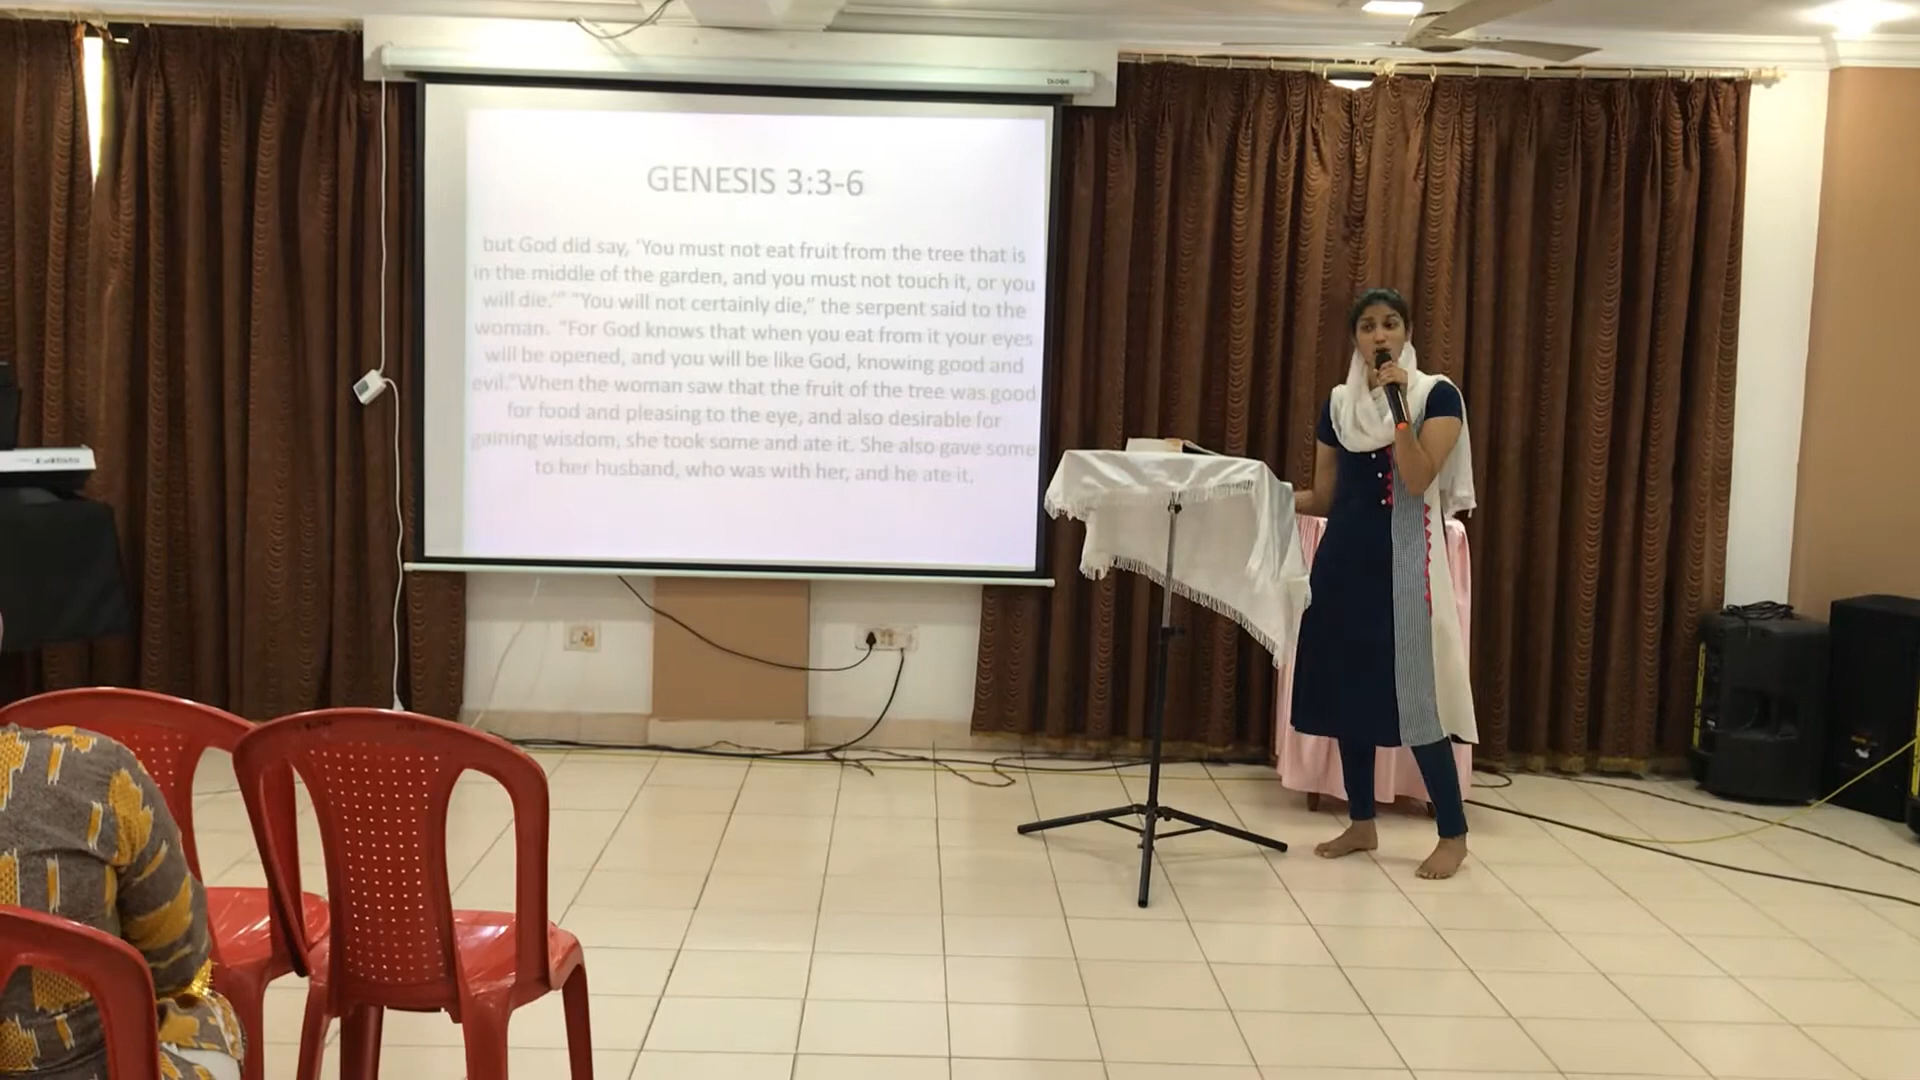 GENESIS 3:3-6
but God did say, ‘You must not eat fruit from the tree that is
in the middle of the garden, and you must not touch it, or you
will die.’” “You will not certainly die,” the serpent said to the
woman. “For God knows that when you eat from it your eyes
will be opened, and you will be like God, knowing good and
evil.”When the woman saw that the fruit of the tree was good
for food and pleasing to the eye, and also desirable for
gaining wisdom, she took some and ate it. She also gave some
to her husband, who was with her, and he ate it.